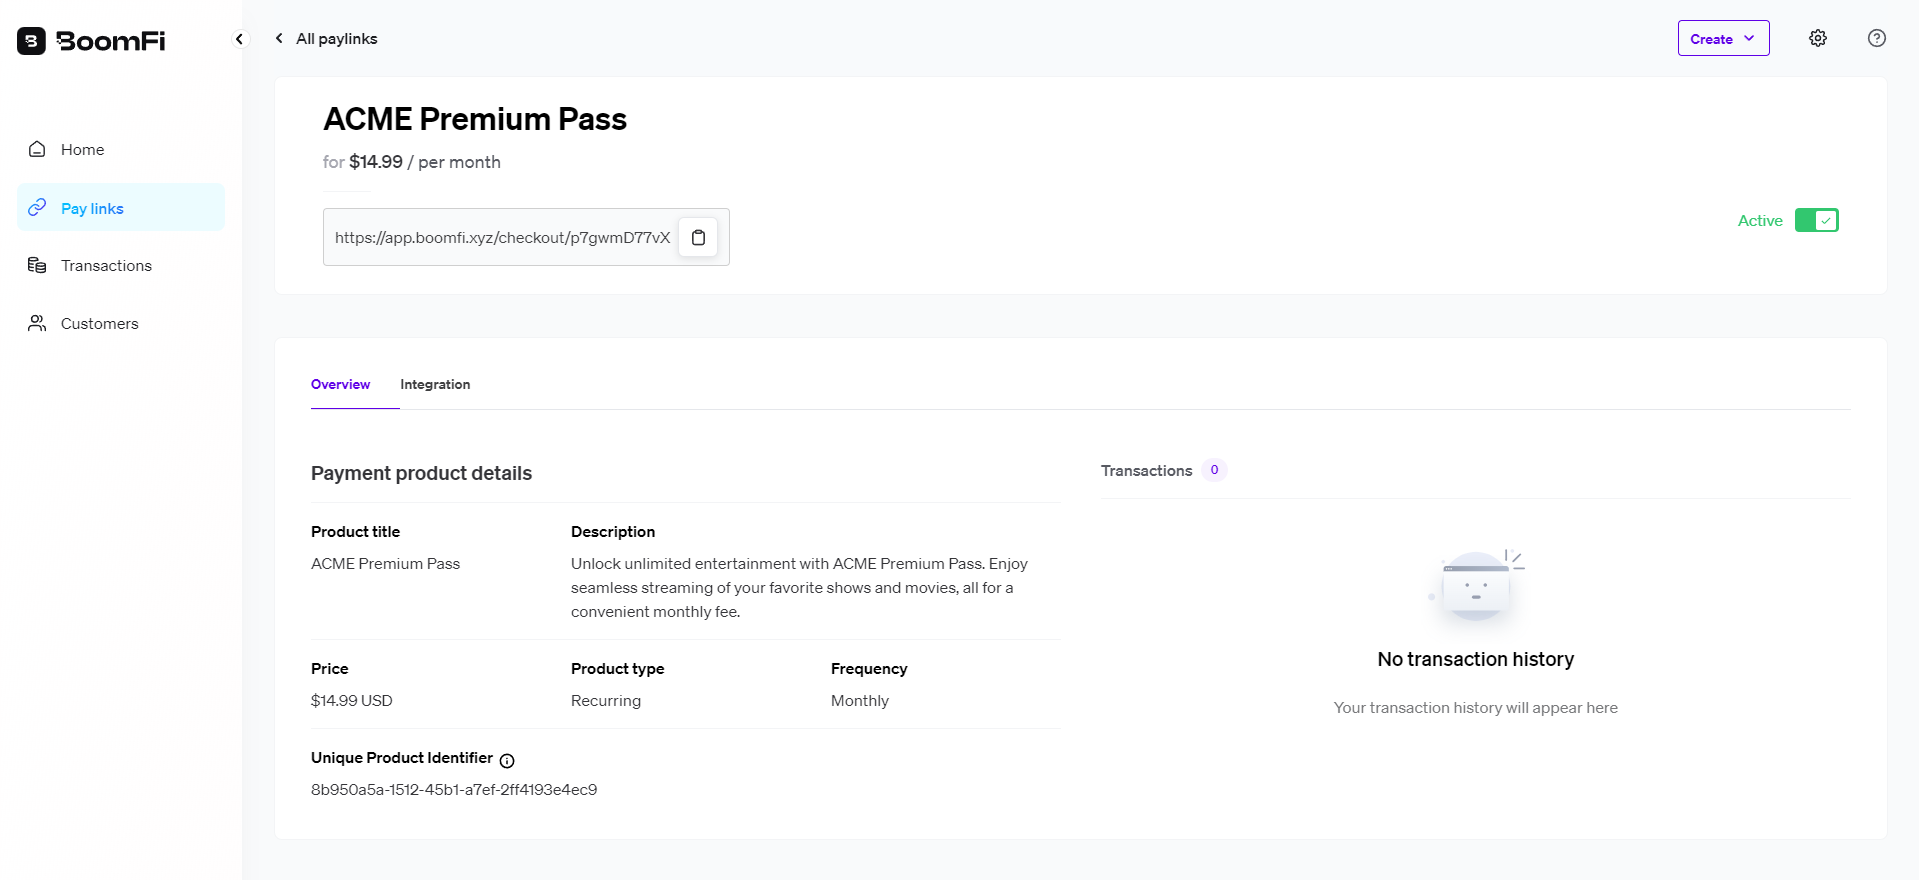 BoomFi
All paylinks
Create
Home
Pay links
Transactions
Customers
ACME Premium Pass
for $14.99 / per month
https://app.boomfi.xyz/checkout/p7gwmD77vX
Active
Overview
Integration
Payment product details
Product title
ACME Premium Pass
Description
Unlock unlimited entertainment with ACME Premium Pass. Enjoy
seamless streaming of your favorite shows and movies, all for a
convenient monthly fee.
Price
$14.99 USD
Product type
Recurring
Frequency
Monthly
Unique Product Identifier
8b950a5a-1512-45b1-a7ef-2ff4193e4ec9
Transactions 0
No transaction history
Your transaction history will appear here